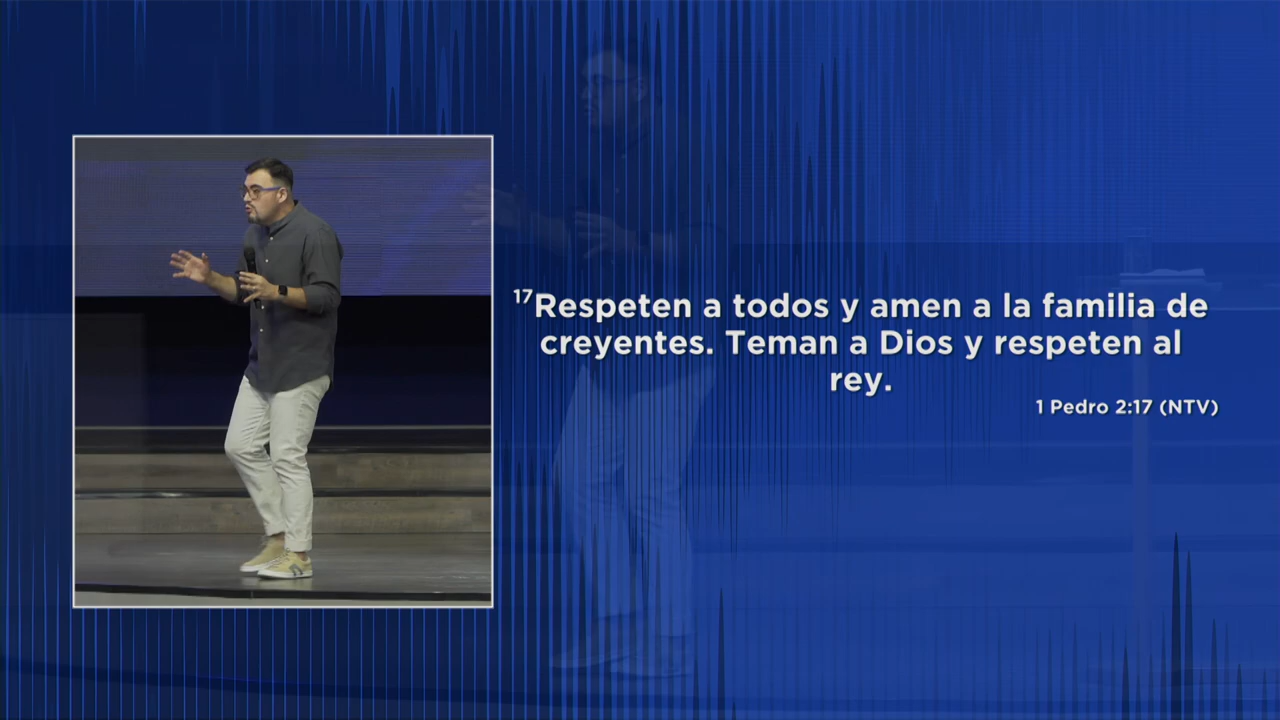 ¹⁷Respeten a todos y amen a la familia de
creyentes. Teman a Dios y respeten al
rey.
1 Pedro 2:17 (NTV)